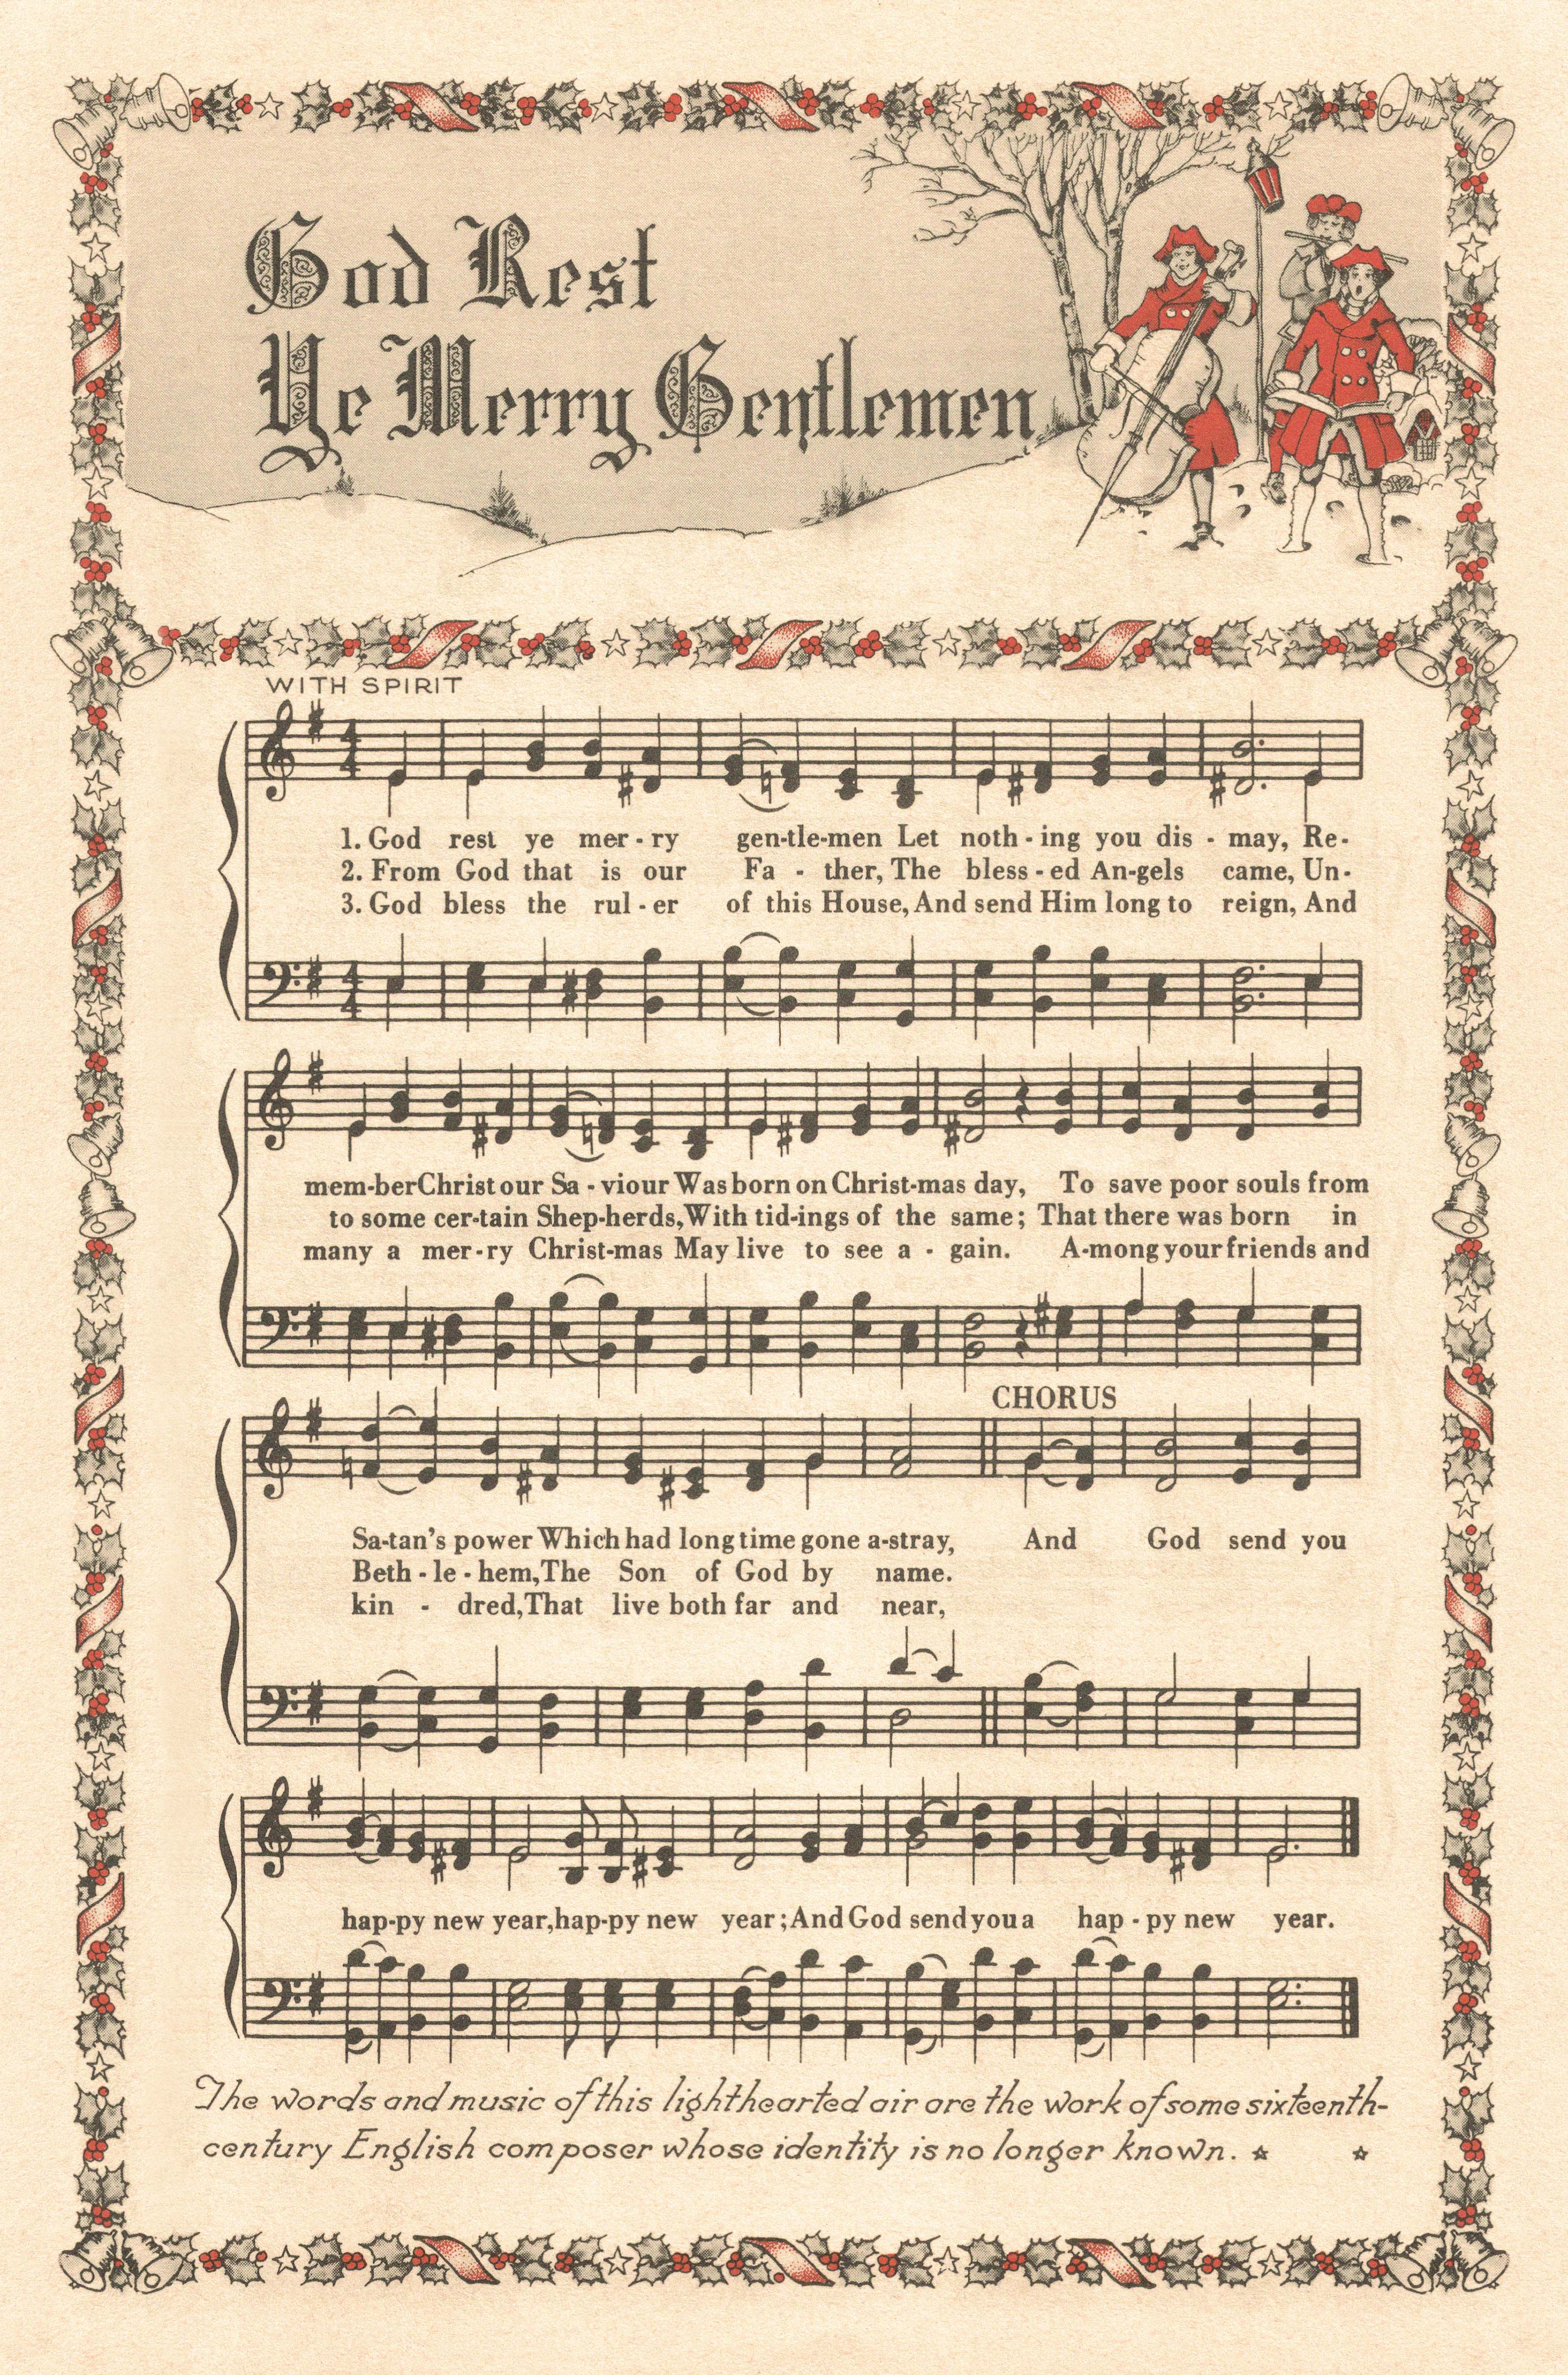 God Rest
Ye Merry Gentlemen
WITH SPIRIT
4 4
1. God rest ye mer-ry gen-tle-men Let noth-ing you dis-may, Re-
2. From God that is our Fa-ther, The bless-ed An-gels came, Un-
3. God bless the rul-er of this House, And send Him long to reign, And
4 4
mem-ber Christ our Sa-viour Was born on Christ-mas day, To save poor souls from
to some cer-tain Shep-herds, With tid-ings of the same; That there was born in
many a mer-ry Christ-mas May live to see a-gain. A-mong your friends and
CHORUS
Sa-tan's power Which had long time gone a-stray, And God send you
Beth-le-hem, The Son of God by name.
kin-dred, That live both far and near,
hap-py new year, hap-py new year; And God send you a hap-py new year.
The words and music of this lighthearted air are the work of some sixteenth-
century English composer whose identity is no longer known.